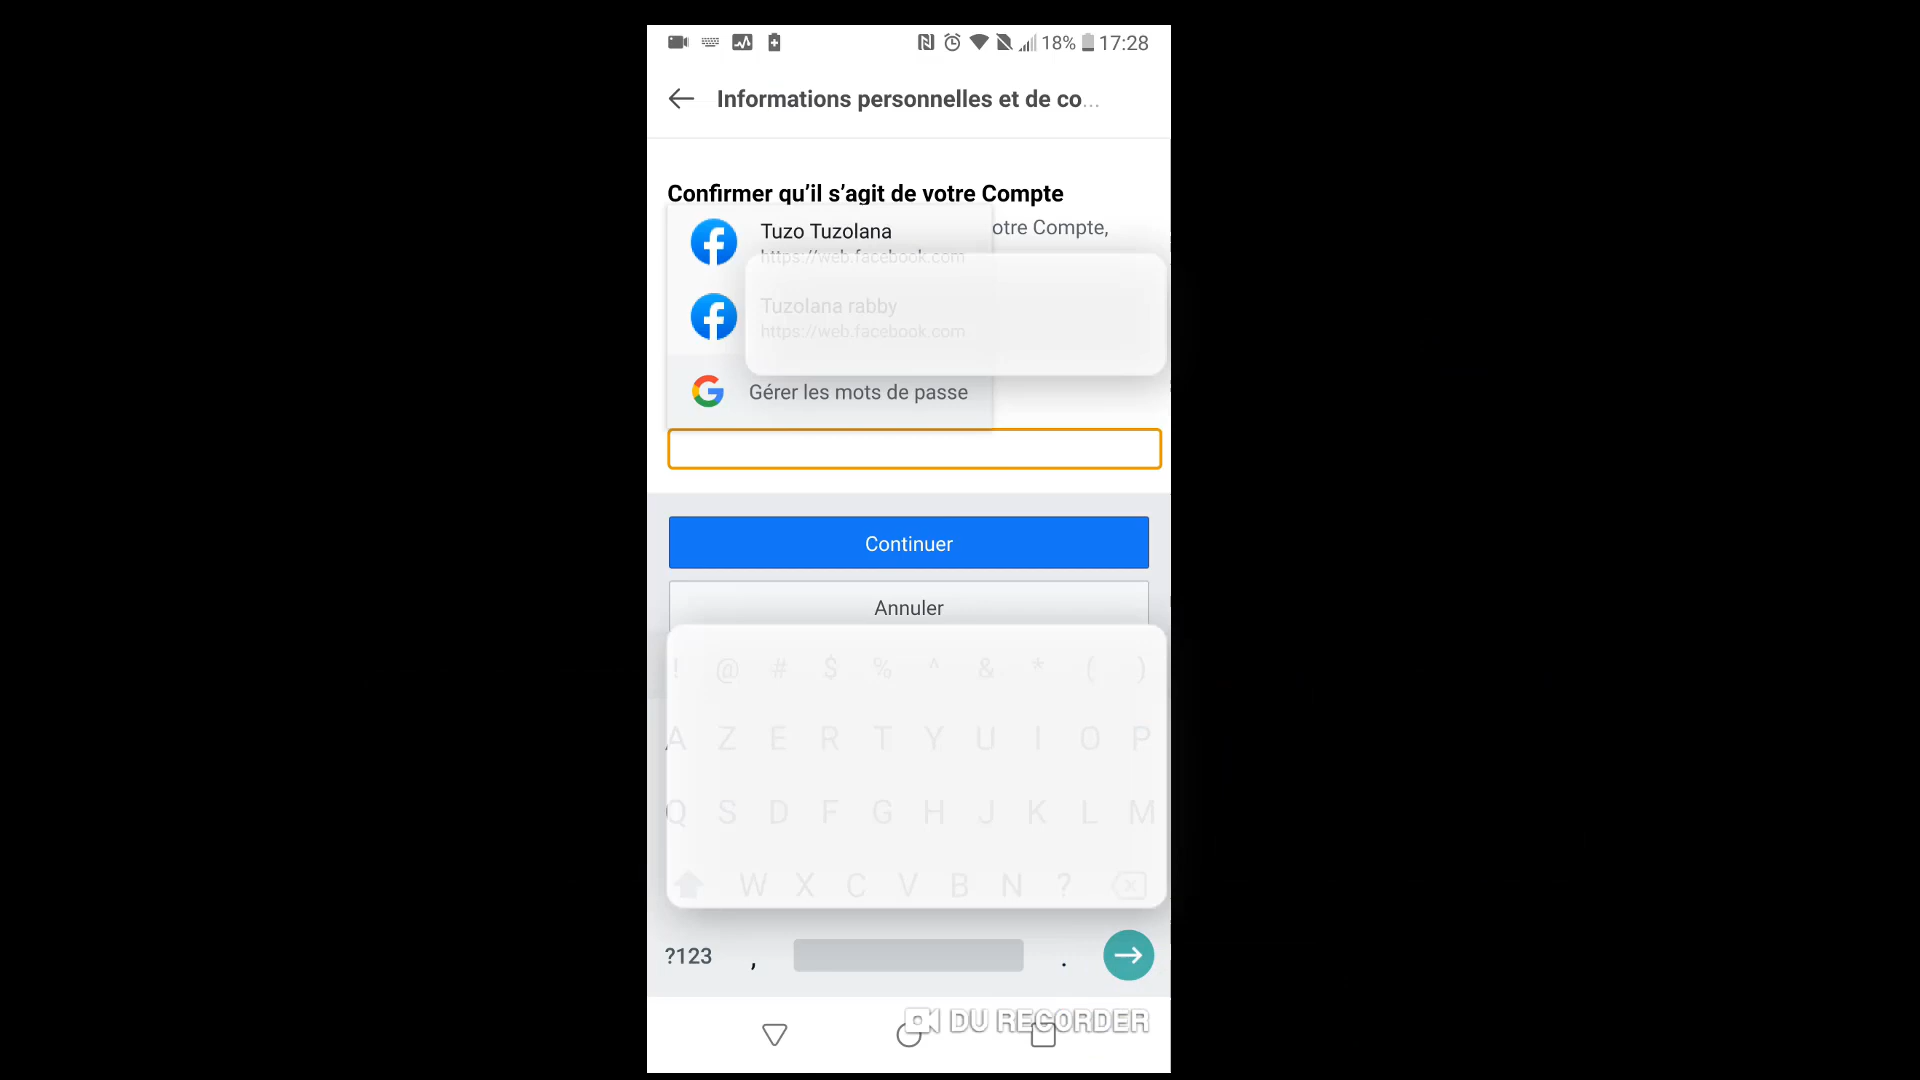 18% 17:28
Informations personnelles et de co...
Confirmer qu’il s’agit de votre Compte
Tuzo Tuzolana
otre Compte,
https://web.facebook.com
Tuzolana rabby
https://web.facebook.com
Gérer les mots de passe
Continuer
Annuler
! @ # $ % ^ & * ( )
A Z E R T Y U I O P
Q S D F G H J K L M
W X C V B N ?
?123 , .
DU RECORDER